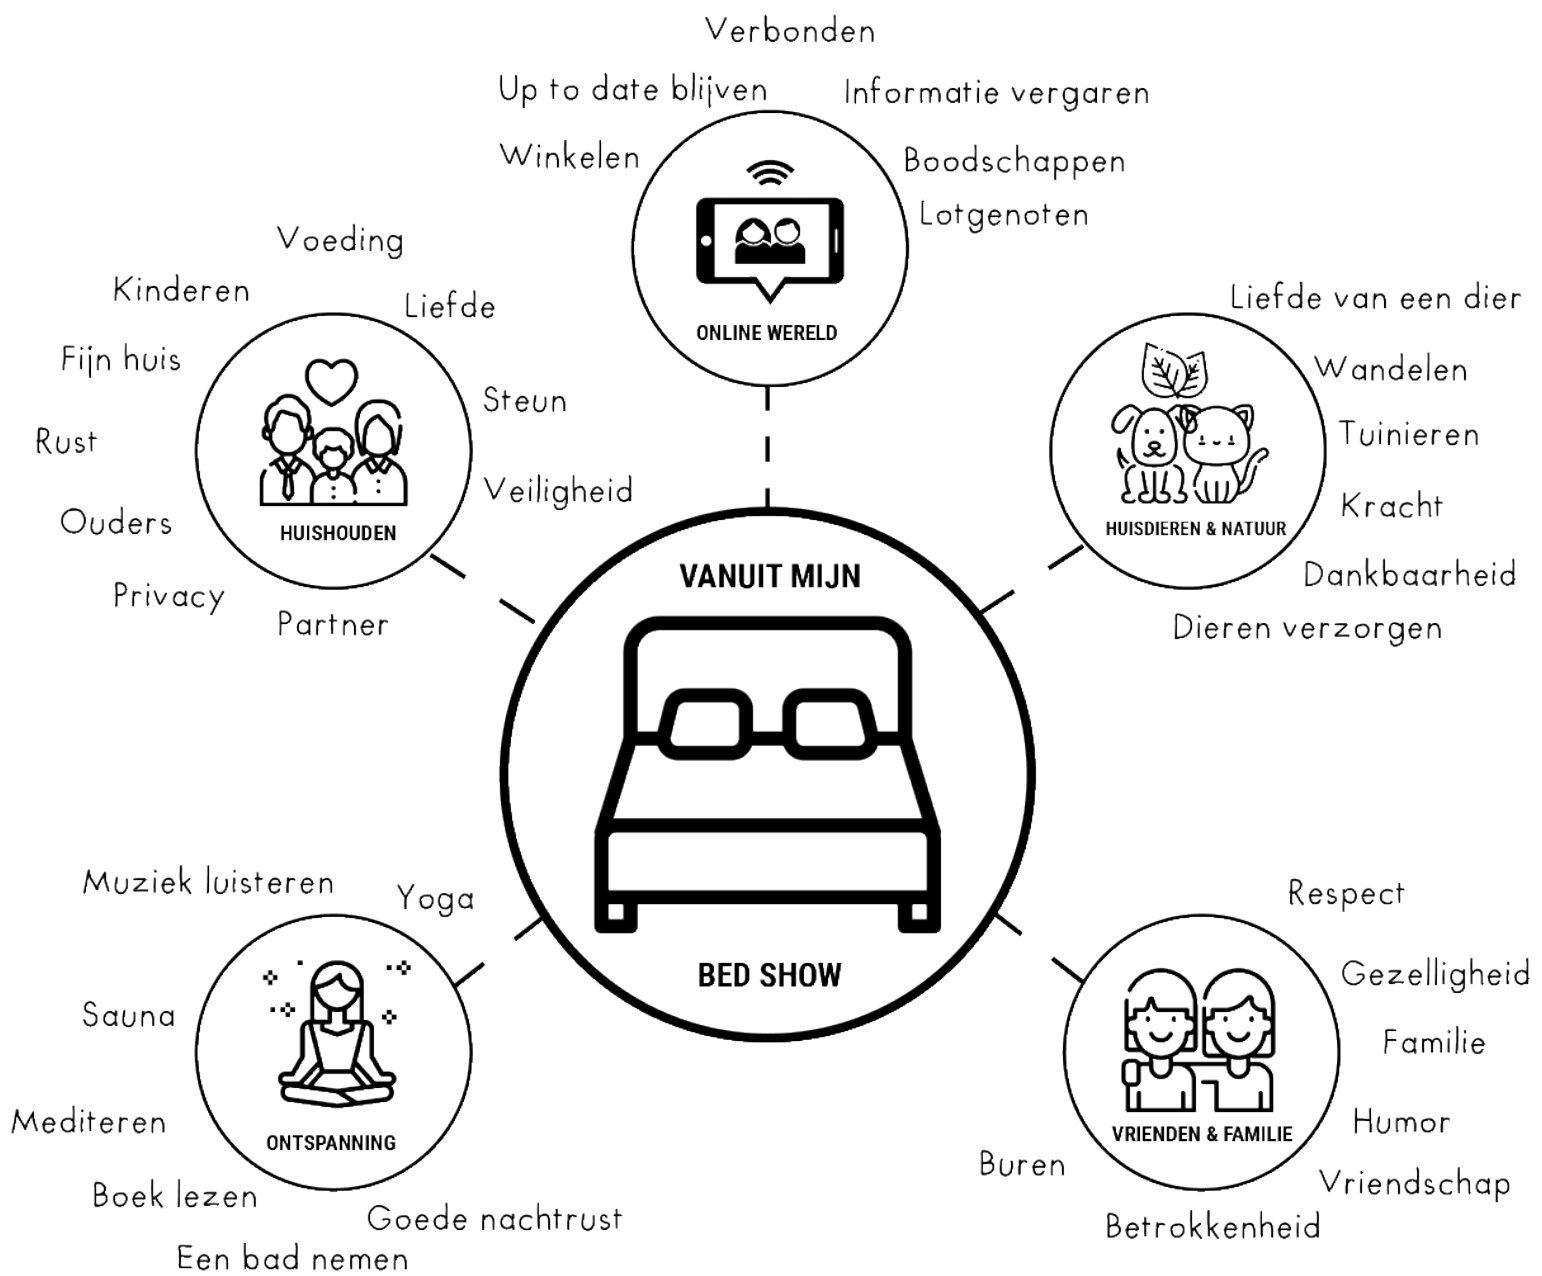 Verbonden
Up to date blijven
Informatie vergaren
Winkelen
Boodschappen
Lotgenoten
ONLINE WERELD
Voeding
Kinderen
Liefde
Fijn huis
Steun
Rust
Veiligheid
Ouders
HUISHOUDEN
Privacy
Partner
Liefde van een dier
Wandelen
Tuinieren
Kracht
HUISDIEREN & NATUUR
Dankbaarheid
Dieren verzorgen
VANUIT MIJN
BED SHOW
Muziek luisteren
Yoga
Sauna
Mediteren
ONTSPANNING
Boek lezen
Goede nachtrust
Een bad nemen
Respect
Gezelligheid
Familie
Humor
VRIENDEN & FAMILIE
Buren
Vriendschap
Betrokkenheid